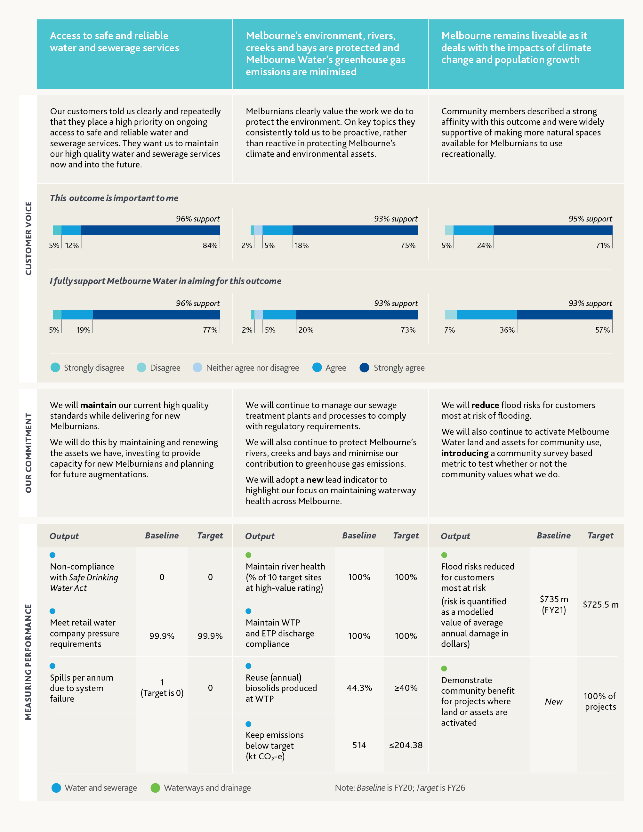 Access to safe and reliable
water and sewerage services
Melbourne's environment, rivers,
creeks and bays are protected and
Melbourne Water's greenhouse gas
emissions are minimised
Melbourne remains liveable as it
deals with the impacts of climate
change and population growth
CUSTOMER VOICE
Our customers told us clearly and repeatedly
that they place a high priority on ongoing
access to safe and reliable water and
sewerage services. They want us to maintain
our high quality water and sewerage services
now and into the future.
Melburnians clearly value the work we do to
protect the environment. On key topics they
consistently told us to be proactive, rather
than reactive in protecting Melbourne's
climate and environmental assets.
Community members described a strong
affinity with this outcome and were widely
supportive of making more natural spaces
available for Melburnians to use
recreationally.
This outcome is important to me
96% support
5% 12% 84%
93% support
2% 5% 18% 75%
95% support
5% 24% 71%
I fully support Melbourne Water in aiming for this outcome
96% support
5% 19% 77%
93% support
2% 5% 20% 73%
93% support
7% 36% 57%
Strongly disagree Disagree Neither agree nor disagree Agree Strongly agree
OUR COMMITMENT
We will maintain our current high quality
standards while delivering for new
Melburnians.
We will do this by maintaining and renewing
the assets we have, investing to provide
capacity for new Melburnians and planning
for future augmentations.
We will continue to manage our sewage
treatment plants and processes to comply
with regulatory requirements.
We will also continue to protect Melbourne's
rivers, creeks and bays and minimise our
contribution to greenhouse gas emissions.
We will adopt a new lead indicator to
highlight our focus on maintaining waterway
health across Melbourne.
We will reduce flood risks for customers
most at risk of flooding.
We will also continue to activate Melbourne
Water land and assets for community use,
introducing a community survey based
metric to test whether or not the
community values what we do.
MEASURING PERFORMANCE
Output Baseline Target
Non-compliance
with Safe Drinking
Water Act
0 0
Meet retail water
company pressure
requirements
99.9% 99.9%
Spills per annum
due to system
failure
1
(Target is 0)
0
Output Baseline Target
Maintain river health
(% of 10 target sites
at high-value rating)
100% 100%
Maintain WTP
and ETP discharge
compliance
100% 100%
Reuse (annual)
biosolids produced
at WTP
44.3% ≥40%
Keep emissions
below target
(kt CO₂-e)
514 ≤204.38
Output Baseline Target
Flood risks reduced
for customers
most at risk
(risk is quantified
as a modelled
value of average
annual damage in
dollars)
$735 m
(FY21)
$725.5 m
Demonstrate
community benefit
for projects where
land or assets are
activated
New
100% of
projects
Water and sewerage Waterways and drainage Note: Baseline is FY20; Target is FY26